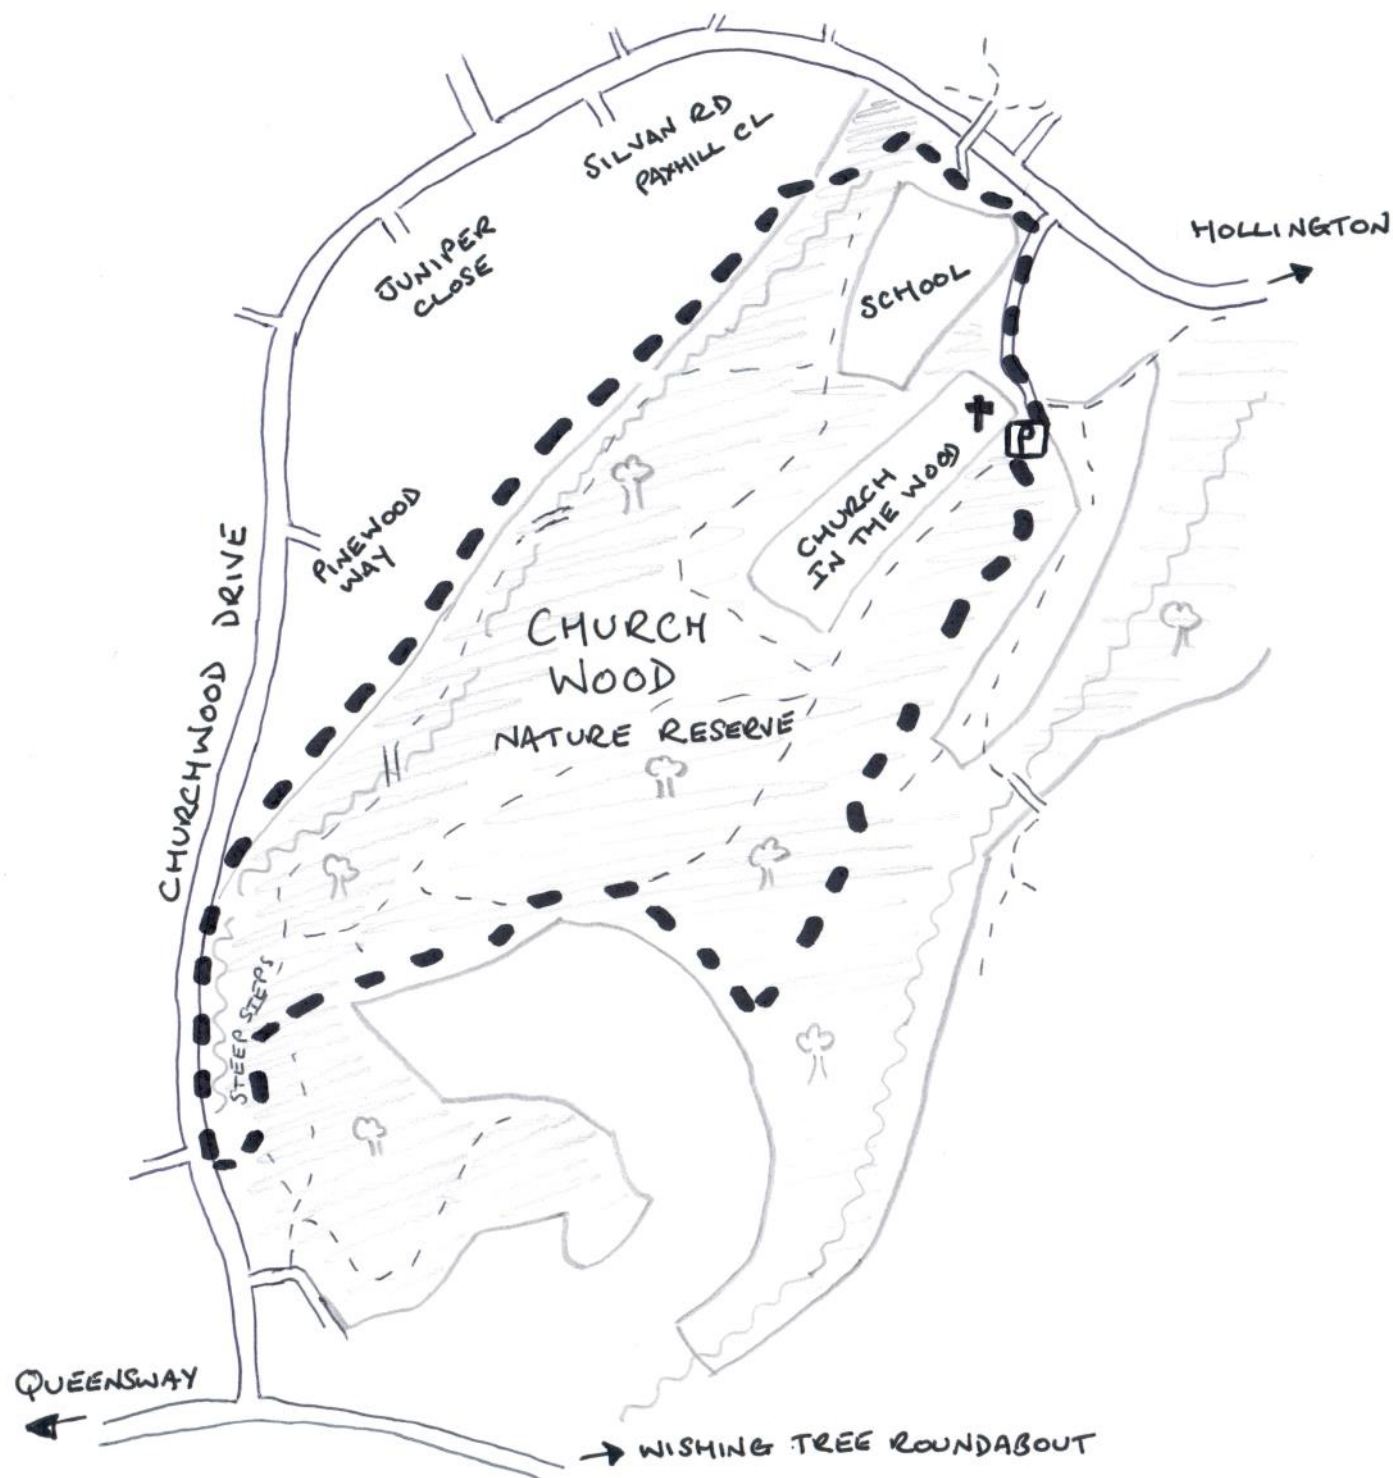 SILVAN RD
PAXHILL CL
HOLLINGTON
JUNIPER
CLOSE
SCHOOL
P
CHURCH
IN THE WOOD
PINEWOOD
WAY
CHURCHWOOD DRIVE
CHURCH
WOOD
NATURE RESERVE
STEEP STEPS
QUEENSWAY
WISHING TREE ROUNDABOUT